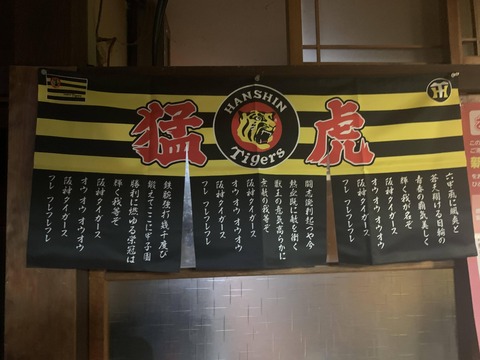 猛虎
HANSHIN
Tigers
六甲颪に颯爽と
蒼天翔ける日輪の
青春の覇気美しく
輝く我が名ぞ
阪神タイガース
オウ オウ オウオウ
阪神タイガース
フレ フレフレフレ
闘志溌剌起つや今
熱血既に敵を衝く
獣王の意気高らかに
無敵の我等ぞ
阪神タイガース
オウ オウ オウオウ
阪神タイガース
フレ フレフレフレ
鉄腕強打幾千度び
鍛えてここに甲子園
勝利に燃ゆる栄冠は
輝く我等ぞ
阪神タイガース
オウ オウ オウオウ
阪神タイガース
フレ フレフレフレ